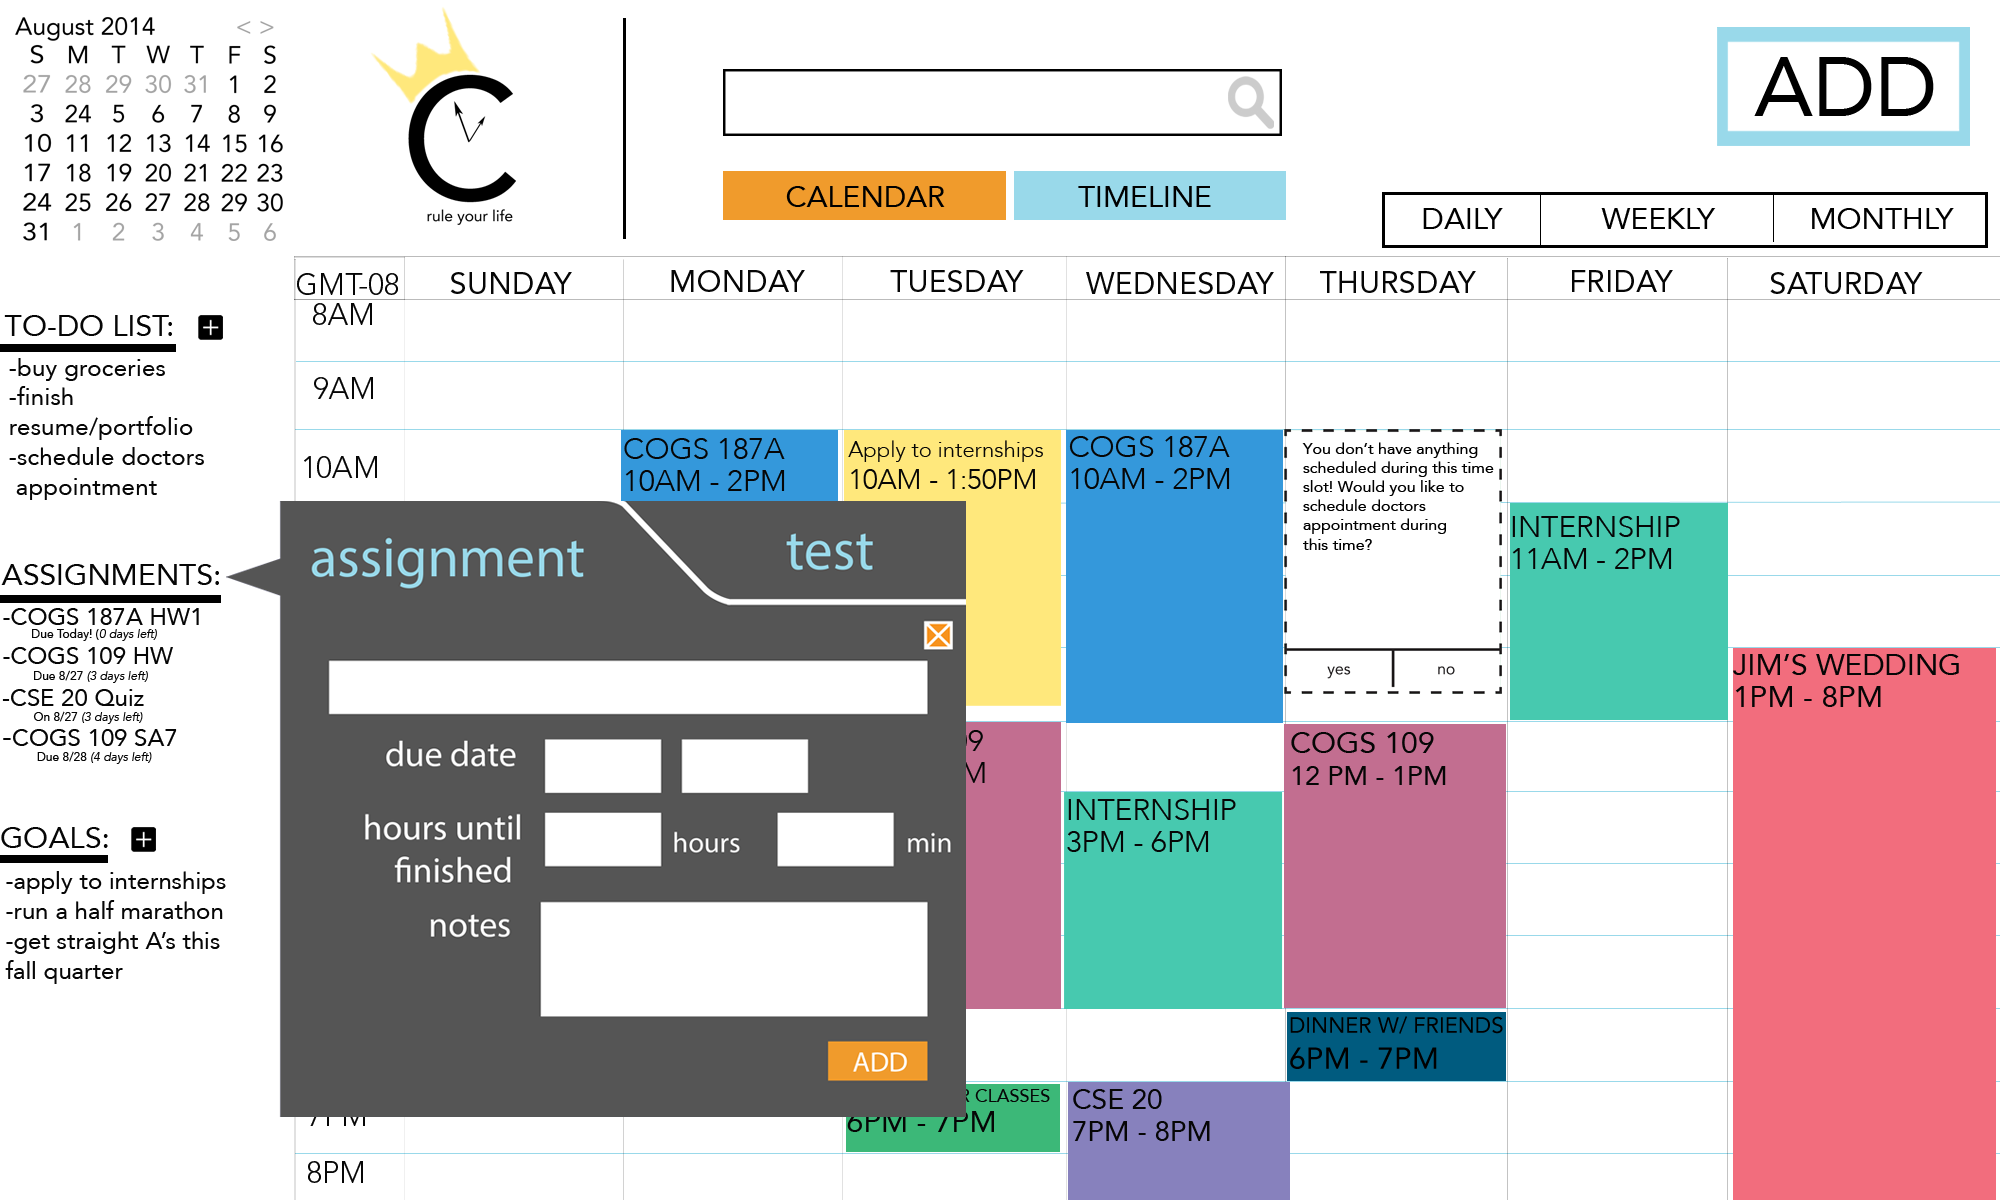 August 2014 < >
S M T W T F S
27 28 29 30 31 1 2
3 24 5 6 7 8 9
10 11 12 13 14 15 16
17 18 19 20 21 22 23
24 25 26 27 28 29 30
31 1 2 3 4 5 6
C
rule your life
CALENDAR
TIMELINE
ADD
DAILY
WEEKLY
MONTHLY
GMT-08
SUNDAY
MONDAY
TUESDAY
WEDNESDAY
THURSDAY
FRIDAY
SATURDAY
8AM
9AM
10AM
7PM
8PM
TO-DO LIST: +
-buy groceries
-finish
resume/portfolio
-schedule doctors
appointment
ASSIGNMENTS:
-COGS 187A HW1
Due Today! (0 days left)
-COGS 109 HW
Due 8/27 (3 days left)
-CSE 20 Quiz
On 8/27 (3 days left)
-COGS 109 SA7
Due 8/28 (4 days left)
GOALS: +
-apply to internships
-run a half marathon
-get straight A's this
fall quarter
assignment
test
due date
hours until
finished
hours
min
notes
ADD
COGS 187A
10AM - 2PM
Apply to internships
10AM - 1:50PM
9
M
R CLASSES
6PM - 7PM
COGS 187A
10AM - 2PM
INTERNSHIP
3PM - 6PM
CSE 20
7PM - 8PM
You don't have anything
scheduled during this time
slot! Would you like to
schedule doctors
appointment during
this time?
yes
no
COGS 109
12 PM - 1PM
DINNER W/ FRIENDS
6PM - 7PM
INTERNSHIP
11AM - 2PM
JIM'S WEDDING
1PM - 8PM